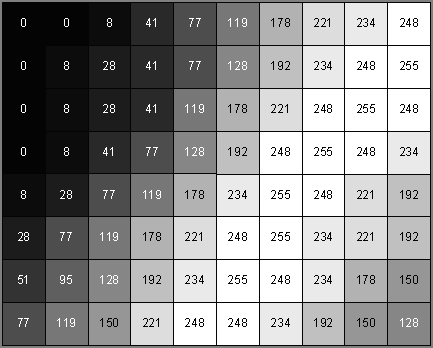 0 0 8 41 77 119 178 221 234 248
0 8 28 41 77 128 192 234 248 255
0 8 28 41 119 178 221 248 255 248
0 8 41 77 128 192 248 255 248 234
8 28 77 119 178 234 255 248 221 192
28 77 119 178 221 248 255 234 221 192
51 95 128 192 234 255 248 234 178 150
77 119 150 221 248 248 234 192 150 128